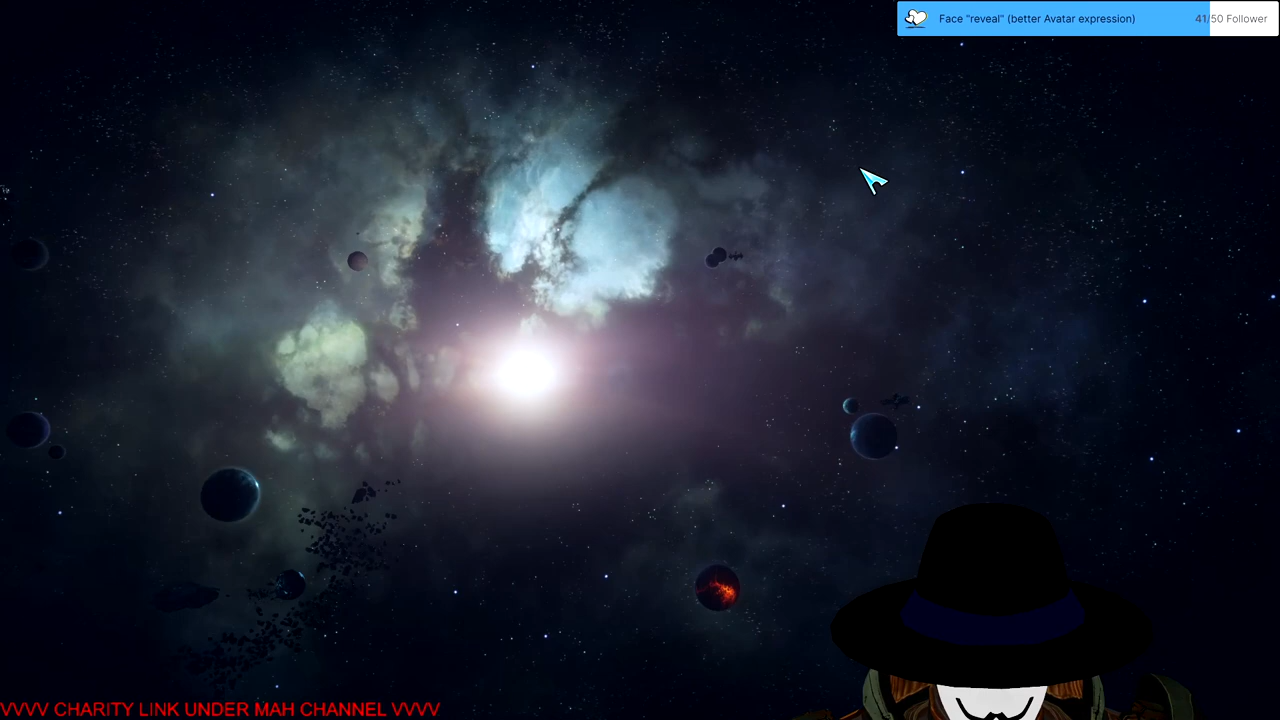 Face "reveal" (better Avatar expression) 41/50 Follower
VVVV CHARITY LINK UNDER MAH CHANNEL VVVV